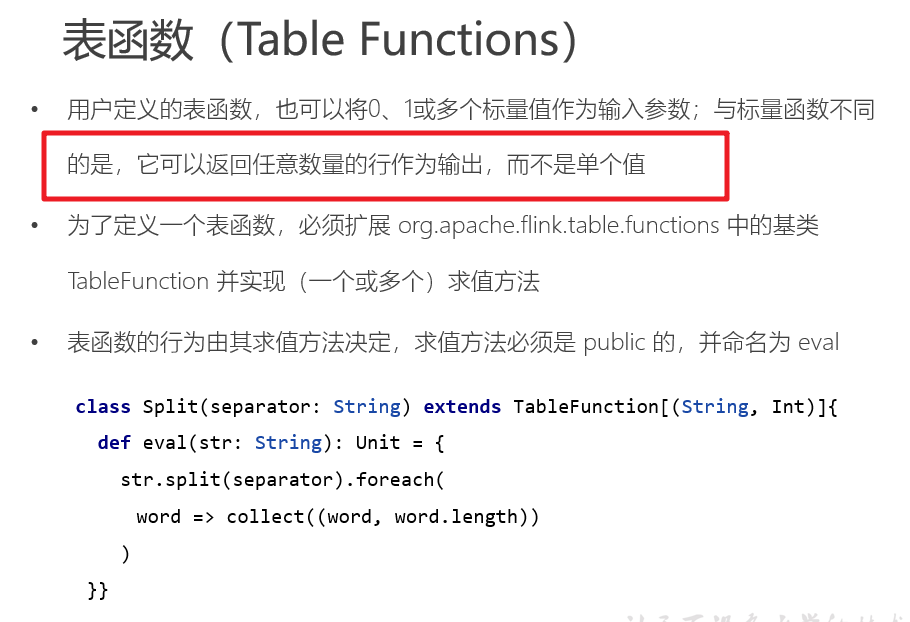 表函数（Table Functions）
• 用户定义的表函数，也可以将0、1或多个标量值作为输入参数；与标量函数不同
的是，它可以返回任意数量的行作为输出，而不是单个值
• 为了定义一个表函数，必须扩展 org.apache.flink.table.functions 中的基类
TableFunction 并实现（一个或多个）求值方法
• 表函数的行为由其求值方法决定，求值方法必须是 public 的，并命名为 eval
class Split(separator: String) extends TableFunction[(String, Int)]{
def eval(str: String): Unit = {
str.split(separator).foreach(
word => collect((word, word.length))
)
}}